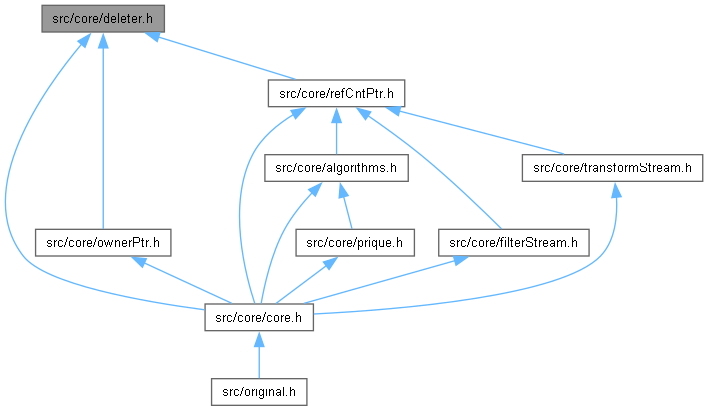 src/core/deleter.h
src/core/refCntPtr.h
src/core/algorithms.h
src/core/transformStream.h
src/core/ownerPtr.h
src/core/prique.h
src/core/filterStream.h
src/core/core.h
src/original.h